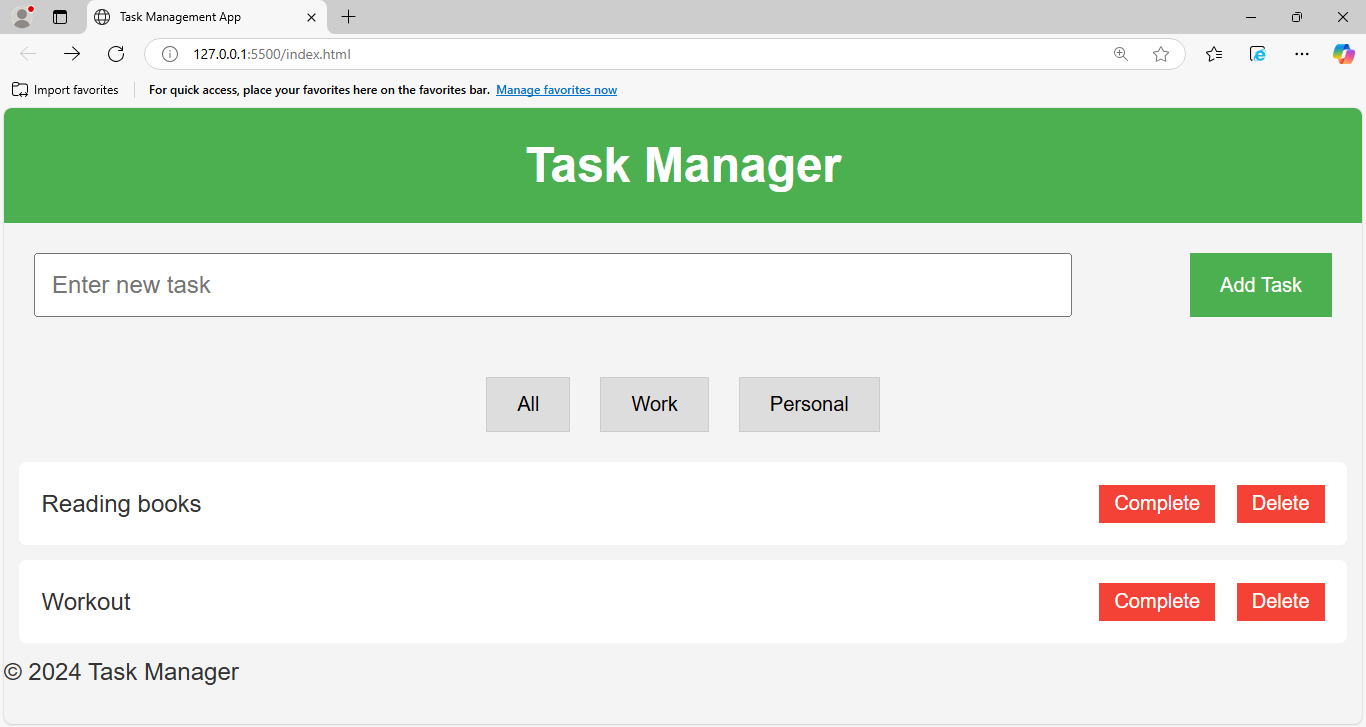 Task Management App
127.0.0.1:5500/index.html
Import favorites For quick access, place your favorites here on the favorites bar. Manage favorites now
Task Manager
Enter new task Add Task
All Work Personal
Reading books Complete Delete
Workout Complete Delete
© 2024 Task Manager